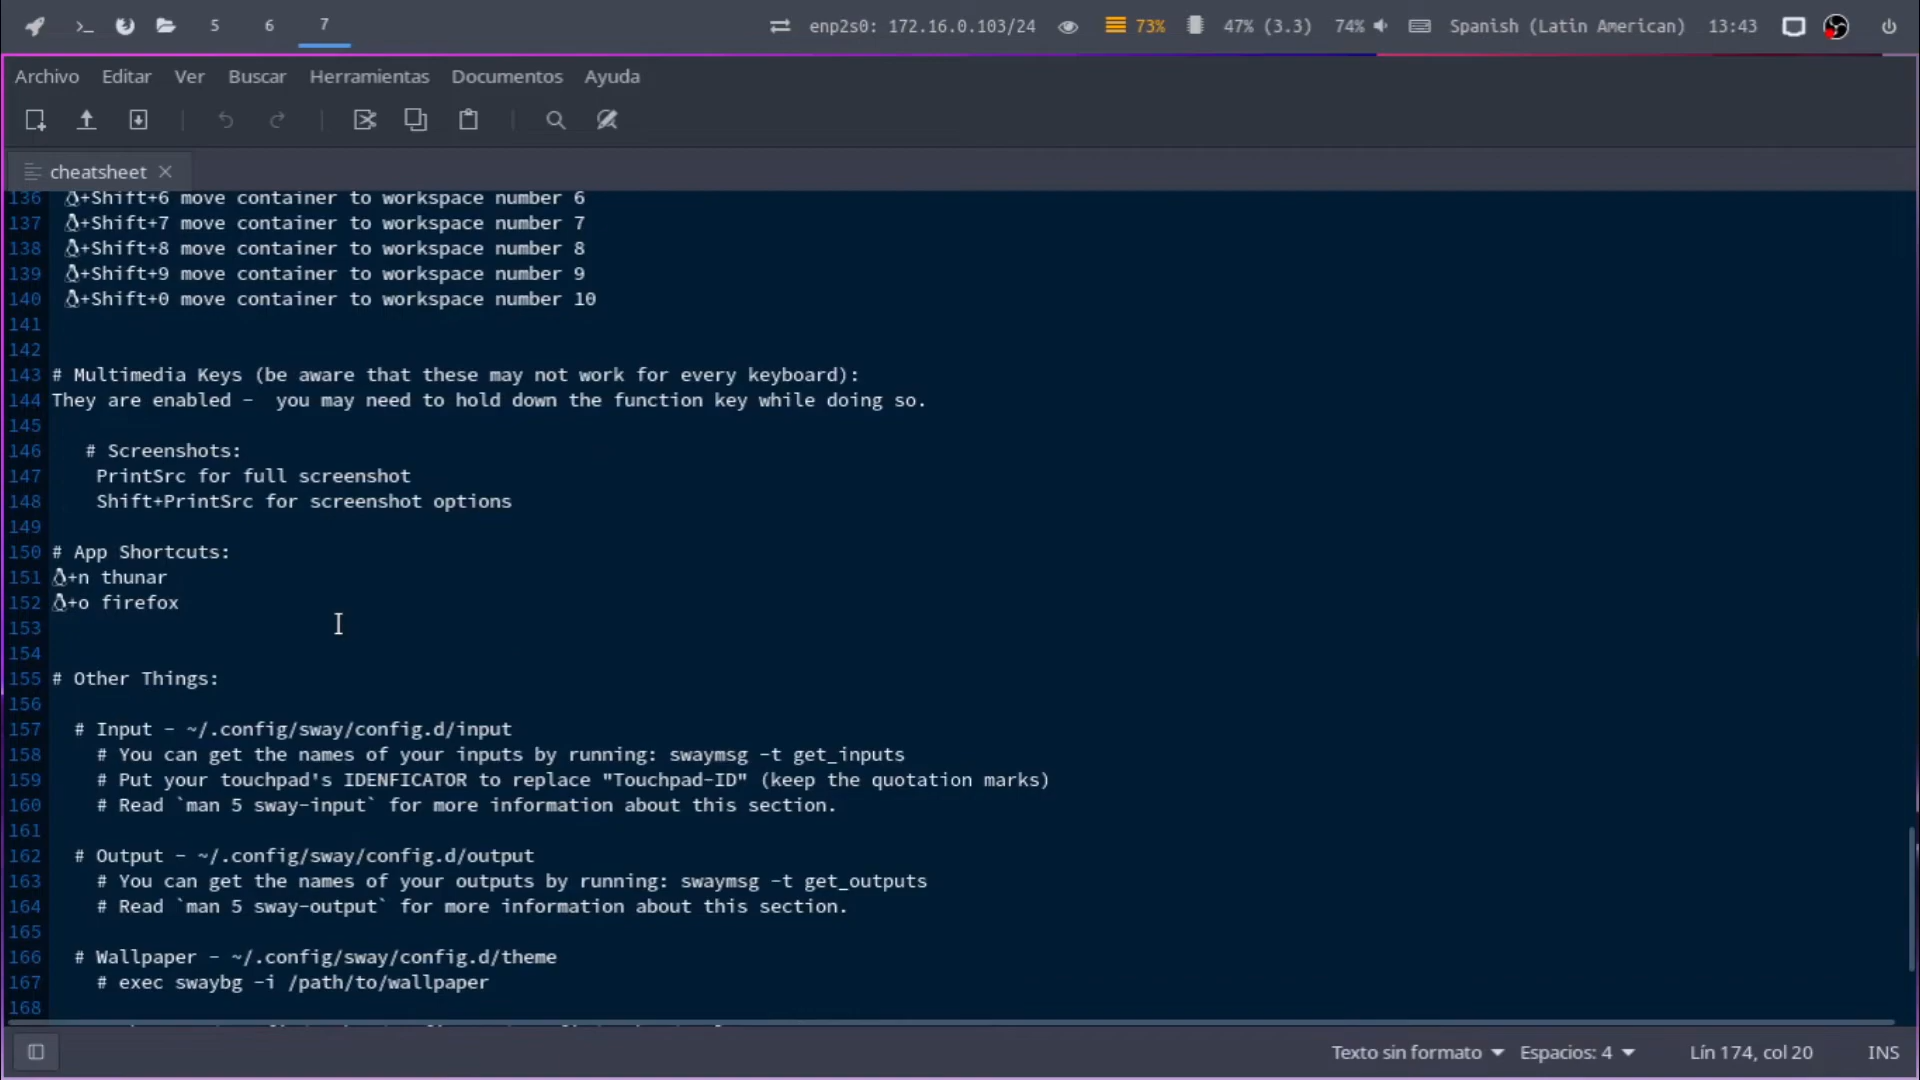 5 6 7 enp2s0: 172.16.0.103/24 73% 47% (3.3) 74% Spanish (Latin American) 13:43
Archivo Editar Ver Buscar Herramientas Documentos Ayuda
cheatsheet
136 +Shift+6 move container to workspace number 6
137 +Shift+7 move container to workspace number 7
138 +Shift+8 move container to workspace number 8
139 +Shift+9 move container to workspace number 9
140 +Shift+0 move container to workspace number 10
141
142
143 # Multimedia Keys (be aware that these may not work for every keyboard):
144 They are enabled -  you may need to hold down the function key while doing so.
145
146    # Screenshots:
147     PrintSrc for full screenshot
148     Shift+PrintSrc for screenshot options
149
150 # App Shortcuts:
151 +n thunar
152 +o firefox
153
154
155 # Other Things:
156
157   # Input - ~/.config/sway/config.d/input
158     # You can get the names of your inputs by running: swaymsg -t get_inputs
159     # Put your touchpad's IDENFICATOR to replace "Touchpad-ID" (keep the quotation marks)
160     # Read `man 5 sway-input` for more information about this section.
161
162   # Output - ~/.config/sway/config.d/output
163     # You can get the names of your outputs by running: swaymsg -t get_outputs
164     # Read `man 5 sway-output` for more information about this section.
165
166   # Wallpaper - ~/.config/sway/config.d/theme
167     # exec swaybg -i /path/to/wallpaper
168
Texto sin formato Espacios: 4 Lín 174, col 20 INS